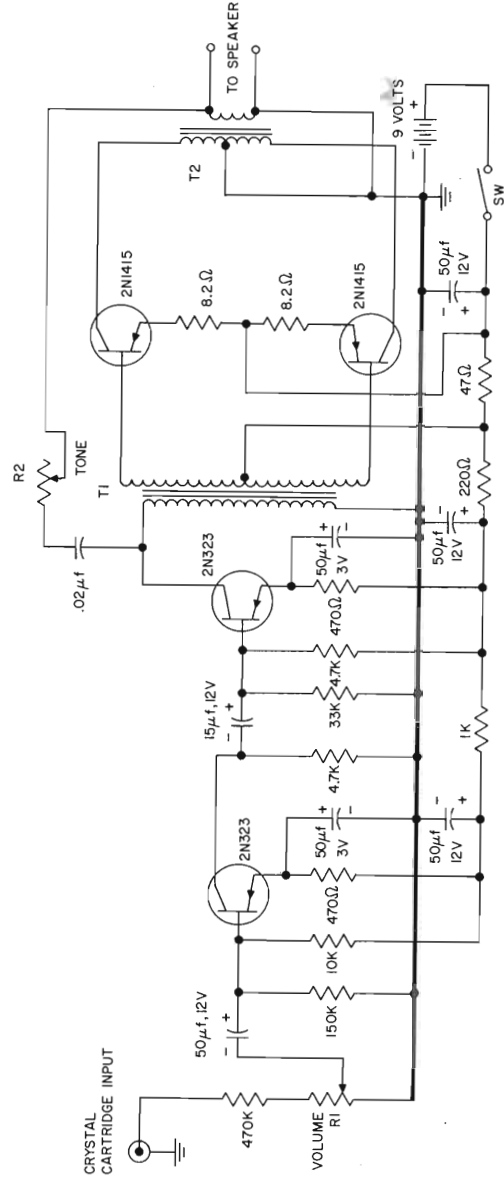 CRYSTAL
CARTRIDGE INPUT
470K
VOLUME
R1
50µf, 12V
- +
150K
10K
2N323
470Ω
50µf
3V
+
-
4.7K
50µf
12V
-
+
1K
15µf, 12V
- +
33K
4.7K
2N323
470Ω
50µf
3V
+
-
50µf
12V
-
+
220Ω
.02µf
R2
TONE
T1
2N1415
8.2Ω
8.2Ω
2N1415
47Ω
50µf
12V
-
+
T2
TO SPEAKER
9 VOLTS
- +
SW